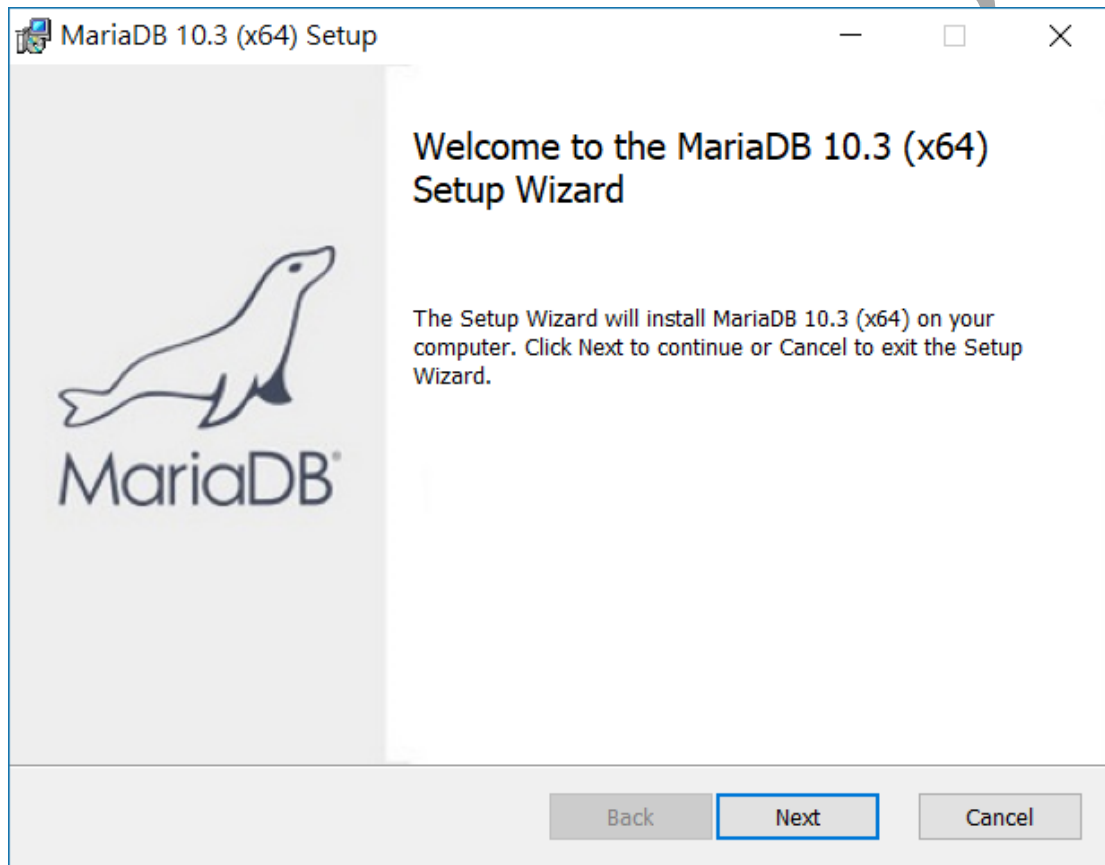 MariaDB 10.3 (x64) Setup
Welcome to the MariaDB 10.3 (x64)
Setup Wizard
The Setup Wizard will install MariaDB 10.3 (x64) on your
computer. Click Next to continue or Cancel to exit the Setup
Wizard.
MariaDB®
Back
Next
Cancel